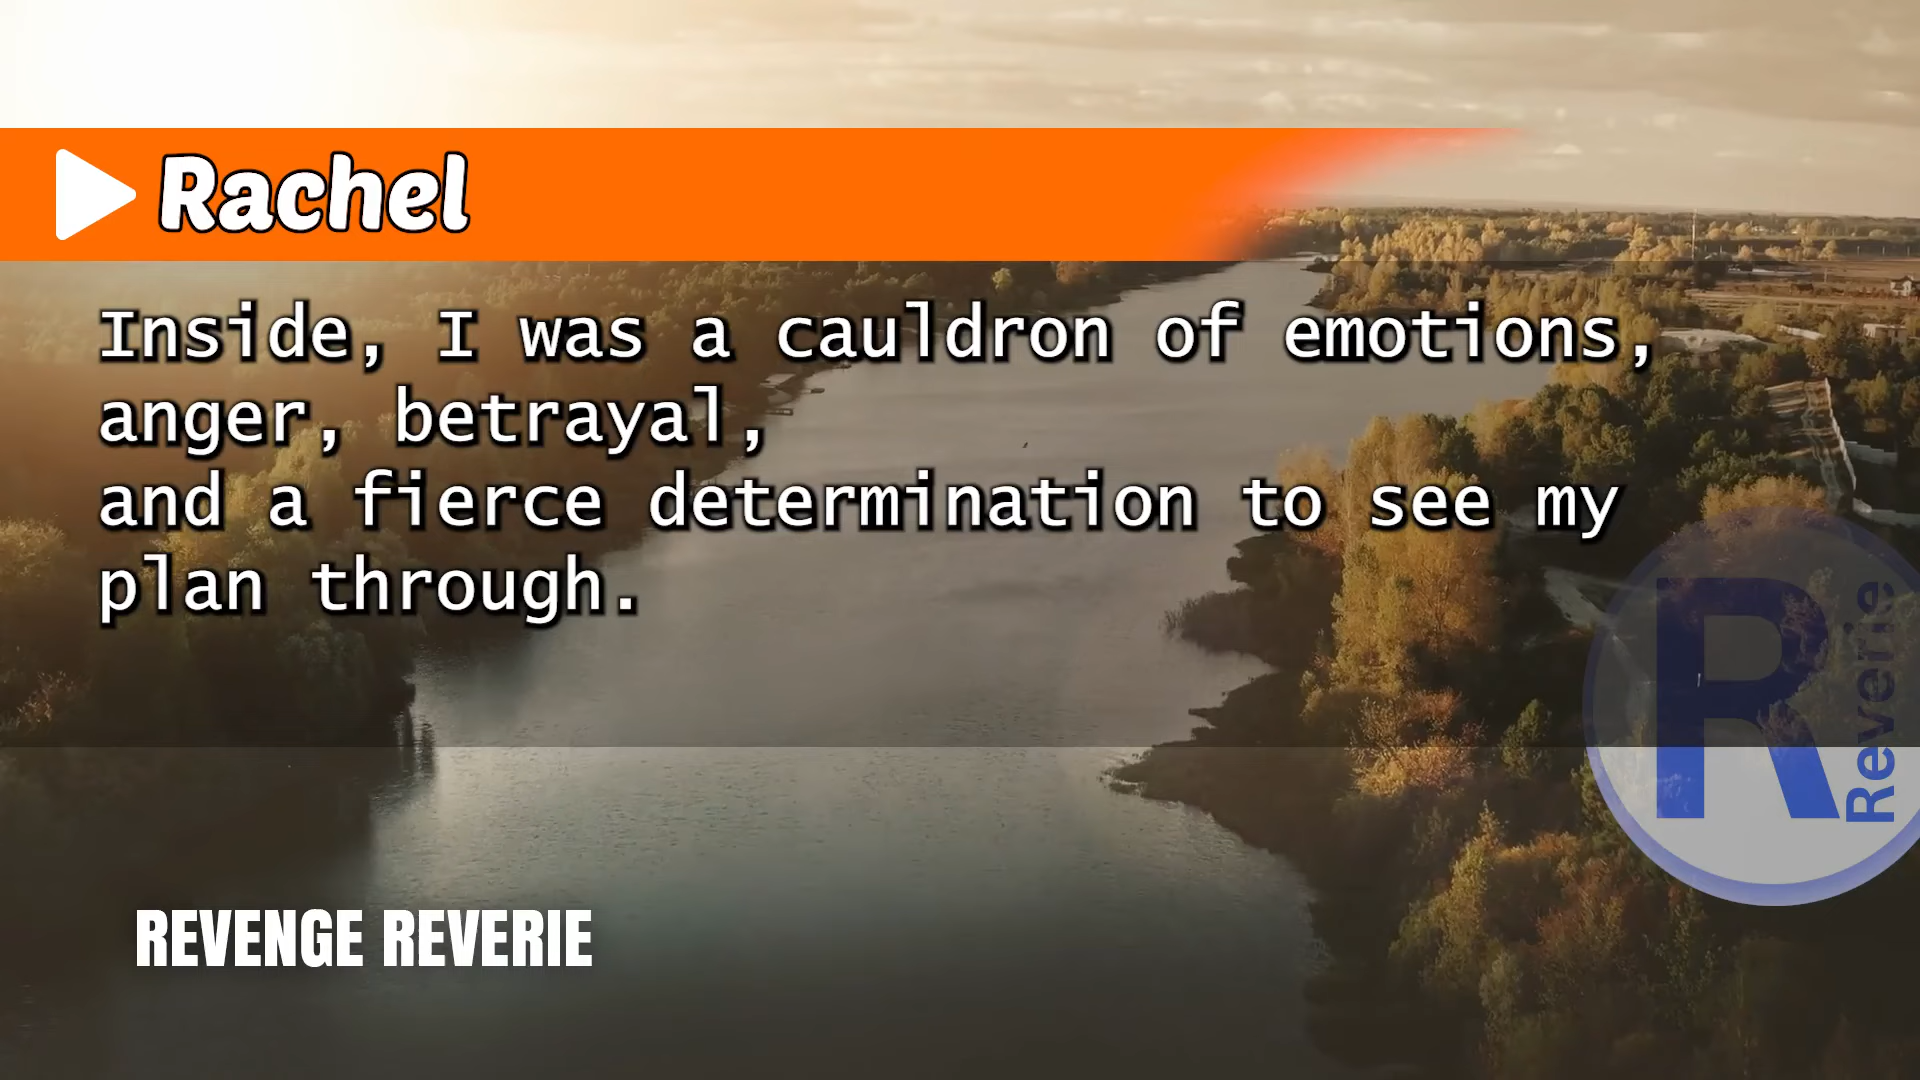 Rachel
Inside, I was a cauldron of emotions,
anger, betrayal,
and a fierce determination to see my
plan through.
R
Reverie
REVENGE REVERIE